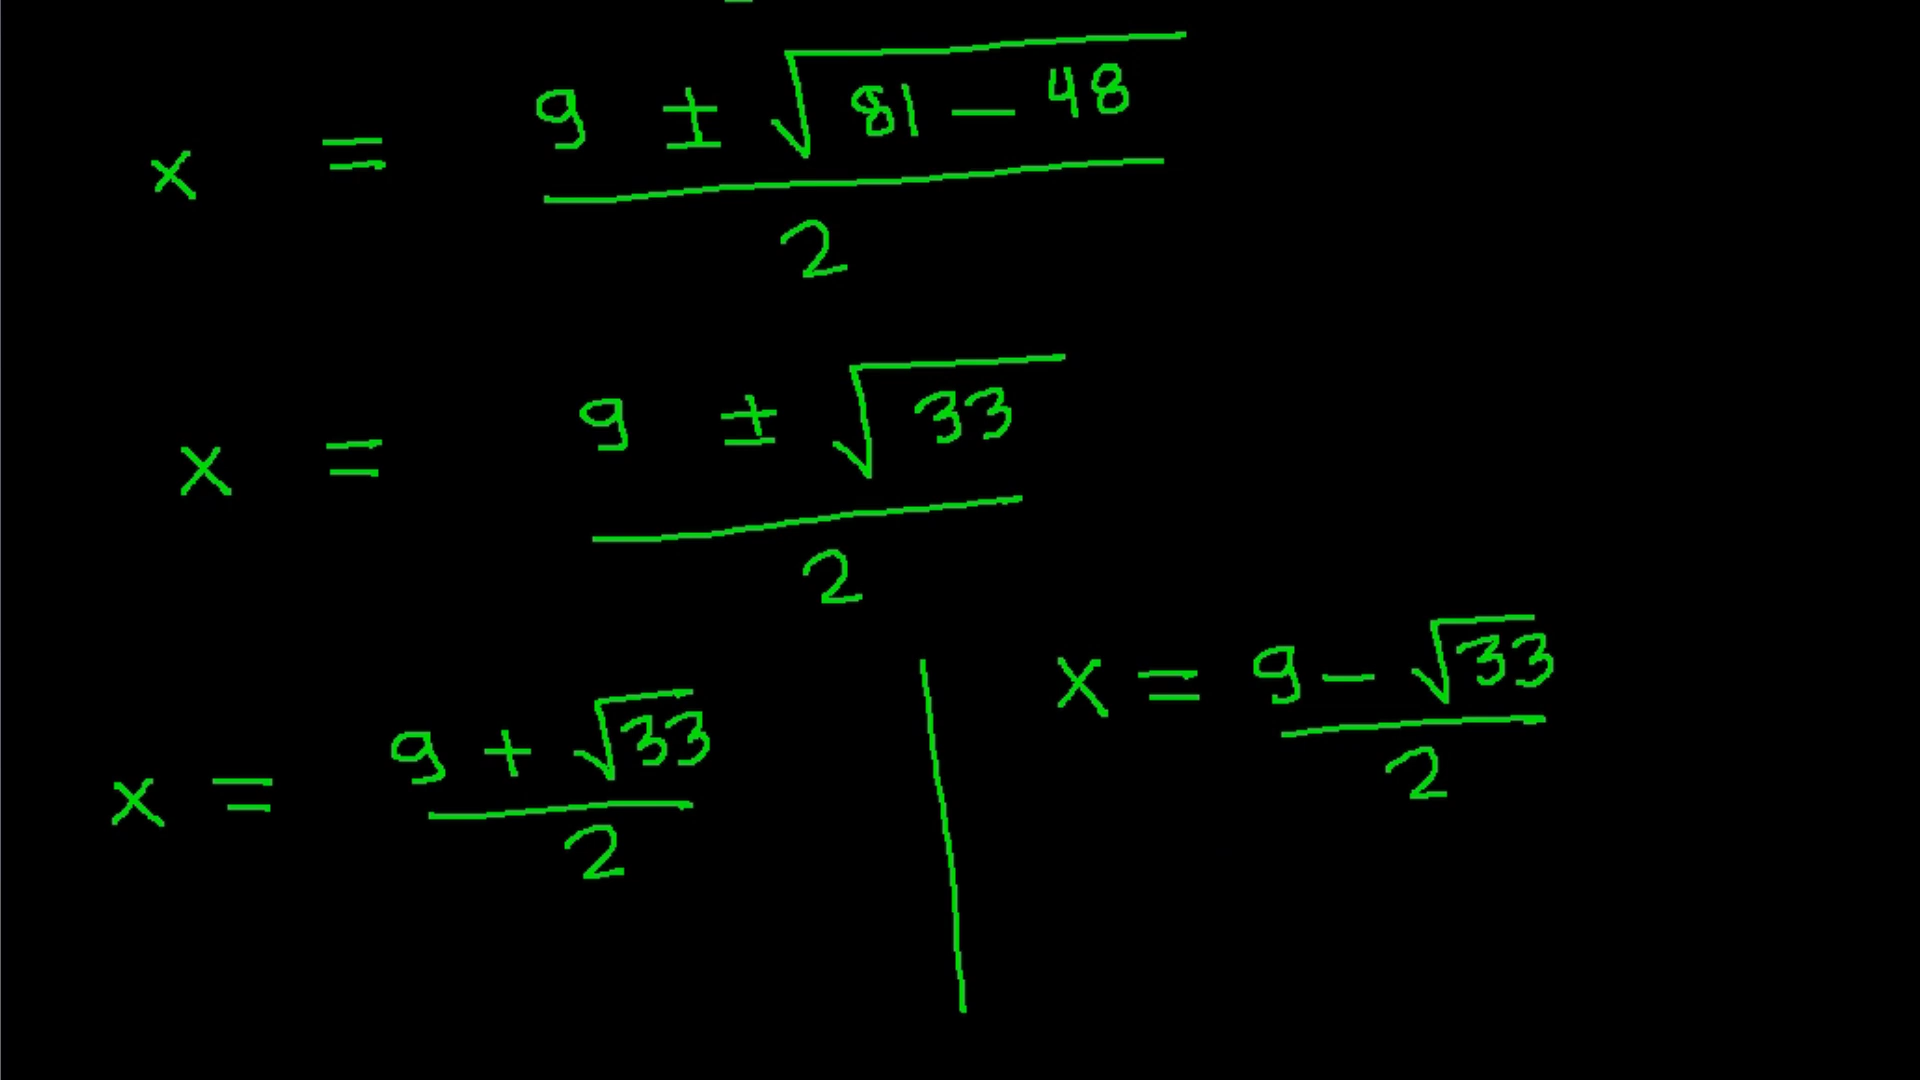 x = (9 ± √(81 − 48)) / 2
x = (9 ± √33) / 2
x = (9 + √33) / 2
x = (9 − √33) / 2